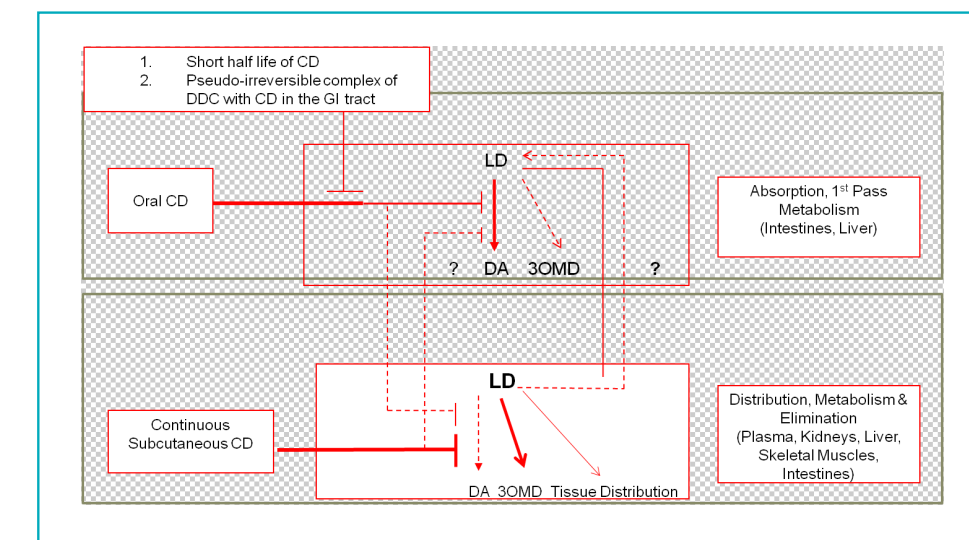 1. Short half life of CD
2. Pseudo-irreversible complex of
DDC with CD in the GI tract
LD
Oral CD
Absorption, 1st Pass
Metabolism
(Intestines, Liver)
? DA 3OMD ?
LD
Continuous
Subcutaneous CD
Distribution, Metabolism &
Elimination
(Plasma, Kidneys, Liver,
Skeletal Muscles,
Intestines)
DA 3OMD Tissue Distribution